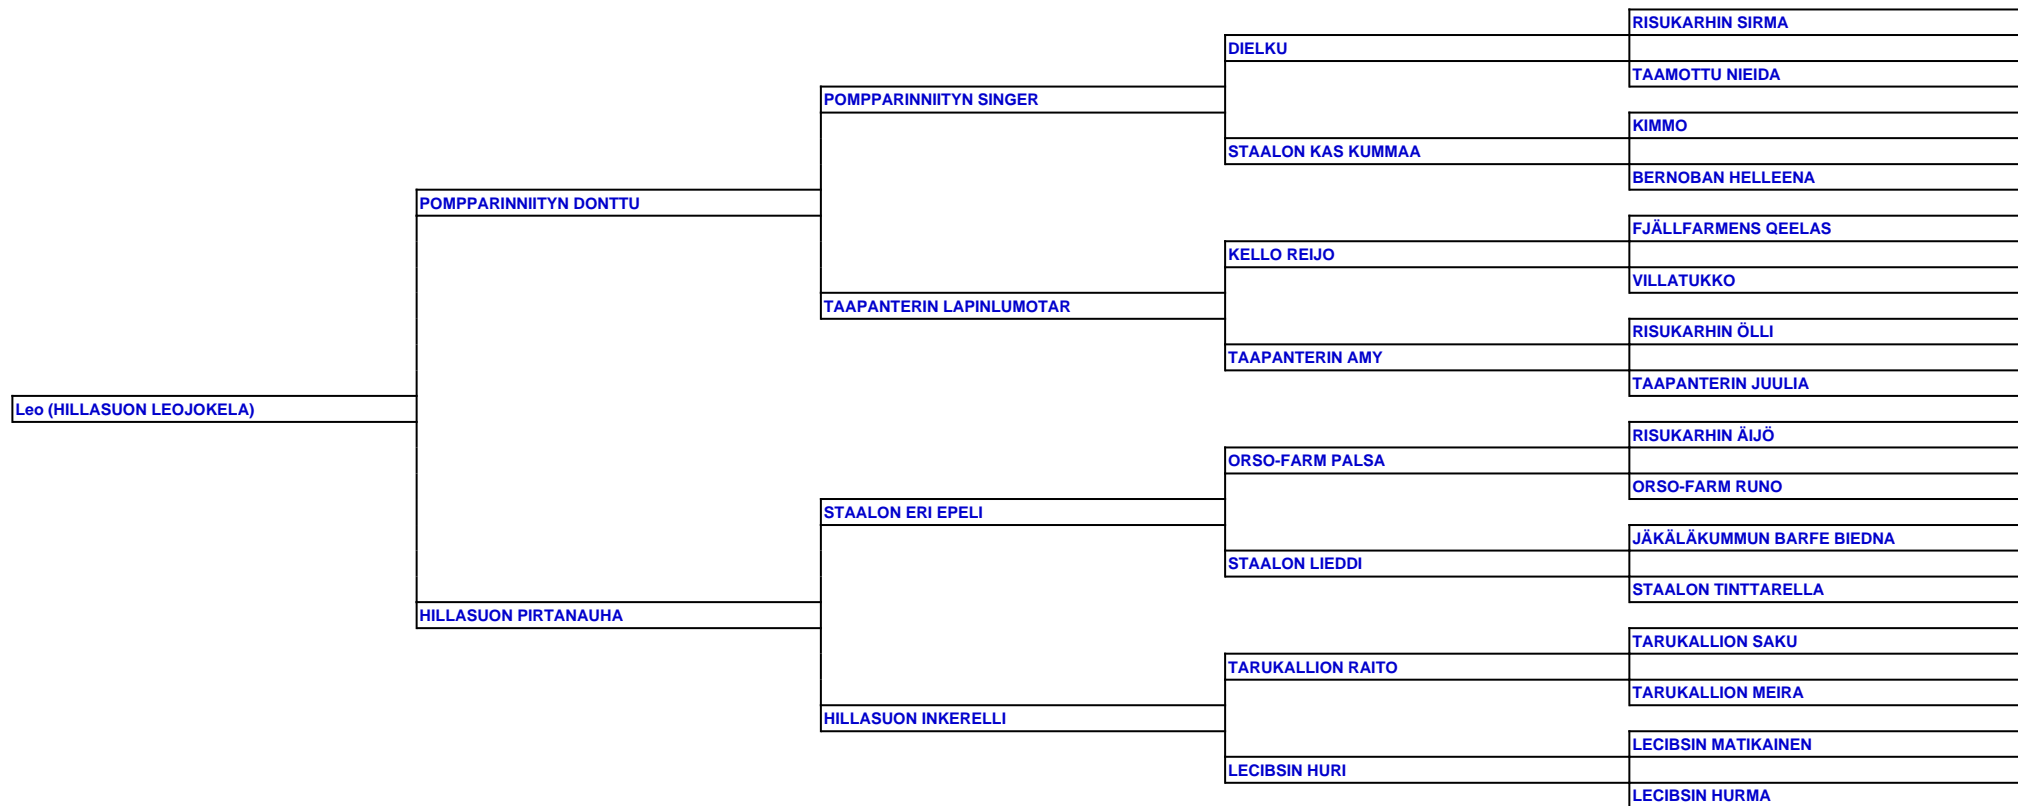 RISUKARHIN SIRMA
DIELKU
TAAMOTTU NIEIDA
POMPPARINNIITYN SINGER
KIMMO
STAALON KAS KUMMAA
BERNOBAN HELLEENA
POMPPARINNIITYN DONTTU
FJÄLLFARMENS QEELAS
KELLO REIJO
VILLATUKKO
TAAPANTERIN LAPINLUMOTAR
RISUKARHIN ÖLLI
TAAPANTERIN AMY
TAAPANTERIN JUULIA
Leo (HILLASUON LEOJOKELA)
RISUKARHIN ÄIJÖ
ORSO-FARM PALSA
ORSO-FARM RUNO
STAALON ERI EPELI
JÄKÄLÄKUMMUN BARFE BIEDNA
STAALON LIEDDI
STAALON TINTTARELLA
HILLASUON PIRTANAUHA
TARUKALLION SAKU
TARUKALLION RAITO
TARUKALLION MEIRA
HILLASUON INKERELLI
LECIBSIN MATIKAINEN
LECIBSIN HURI
LECIBSIN HURMA